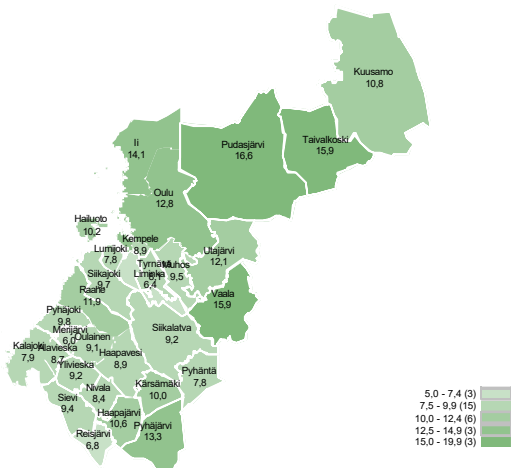 Kuusamo
10,8
Ii
14,1
Pudasjärvi
16,6
Taivalkoski
15,9
Oulu
12,8
Hailuoto
10,2
Kempele
8,9
Lumijoki
7,8
Tyrnävä
8,1
Muhos
9,5
Utajärvi
12,1
Siikajoki
9,7
Liminka
6,4
Raahe
11,9
Vaala
15,9
Pyhäjoki
9,8
Merijärvi
6,0
Oulainen
9,1
Siikalatva
9,2
Kalajoki
7,9
Alavieska
8,7
Haapavesi
8,9
Ylivieska
9,2
Pyhäntä
7,8
Nivala
8,4
Kärsämäki
10,0
Sievi
9,4
Haapajärvi
10,6
Pyhäjärvi
13,3
Reisjärvi
6,8
5,0 - 7,4 (3)
7,5 - 9,9 (15)
10,0 - 12,4 (6)
12,5 - 14,9 (3)
15,0 - 19,9 (3)